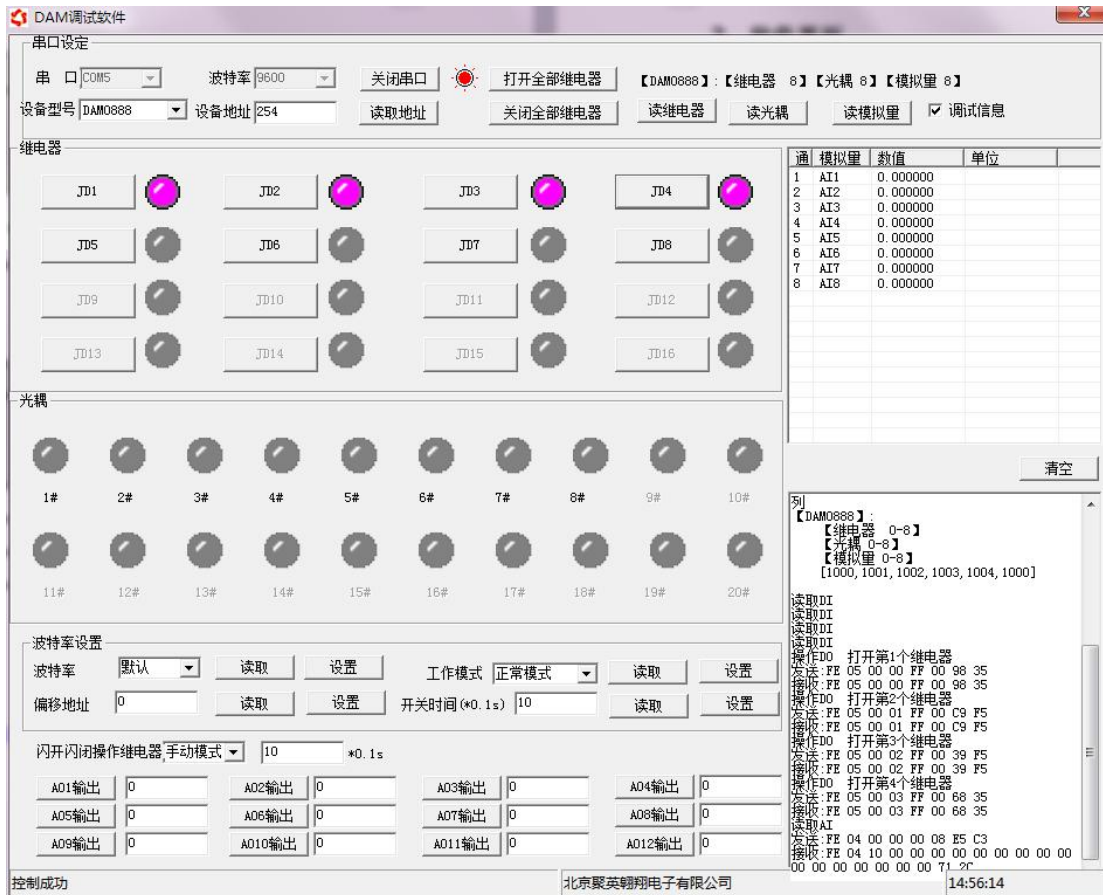 DAM调试软件
串口设定
串 口 COM5 波特率 9600 关闭串口 打开全部继电器 【DAM0888】:【继电器 8】【光耦 8】【模拟量 8】
设备型号 DAM0888 设备地址 254 读取地址 关闭全部继电器 读继电器 读光耦 读模拟量 调试信息
继电器
JD1 JD2 JD3 JD4
JD5 JD6 JD7 JD8
JD9 JD10 JD11 JD12
JD13 JD14 JD15 JD16
通 模拟量 数值 单位
1 AI1 0.000000
2 AI2 0.000000
3 AI3 0.000000
4 AI4 0.000000
5 AI5 0.000000
6 AI6 0.000000
7 AI7 0.000000
8 AI8 0.000000
光耦
1# 2# 3# 4# 5# 6# 7# 8# 9# 10#
11# 12# 13# 14# 15# 16# 17# 18# 19# 20#
清空
列
【DAM0888】:
【继电器 0-8】
【光耦 0-8】
【模拟量 0-8】
[1000,1001,1002,1003,1004,1000]
读取DI
读取DI
读取DI
读取DI
操作DO 打开第1个继电器
发送:FE 05 00 00 FF 00 98 35
接收:FE 05 00 00 FF 00 98 35
操作DO 打开第2个继电器
发送:FE 05 00 01 FF 00 C9 F5
接收:FE 05 00 01 FF 00 C9 F5
操作DO 打开第3个继电器
发送:FE 05 00 02 FF 00 39 F5
接收:FE 05 00 02 FF 00 39 F5
操作DO 打开第4个继电器
发送:FE 05 00 03 FF 00 68 35
接收:FE 05 00 03 FF 00 68 35
读取AI
发送:FE 04 00 00 00 08 E5 C3
接收:FE 04 10 00 00 00 00 00 00 00 00 00
00 00 00 00 00 00 00 71 2C
波特率设置
波特率 默认 读取 设置 工作模式 正常模式 读取 设置
偏移地址 0 读取 设置 开关时间(*0.1s) 10 读取 设置
闪开闪闭操作继电器 手动模式 10 *0.1s
AO1输出 0 AO2输出 0 AO3输出 0 AO4输出 0
AO5输出 0 AO6输出 0 AO7输出 0 AO8输出 0
AO9输出 0 AO10输出 0 AO11输出 0 AO12输出 0
控制成功 北京聚英翱翔电子有限公司 14:56:14